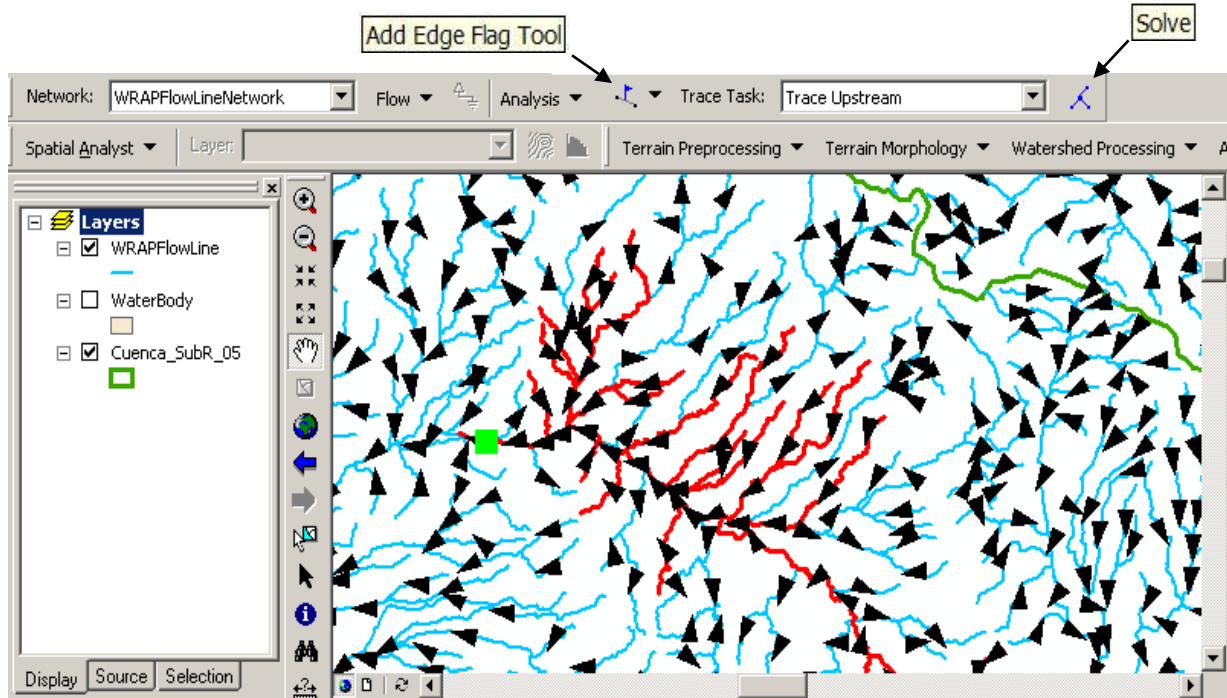 Add Edge Flag Tool
Solve
Network: WRAPFlowLineNetwork Flow Analysis Trace Task: Trace Upstream
Spatial Analyst Layer: Terrain Preprocessing Terrain Morphology Watershed Processing A
Layers
WRAPFlowLine
WaterBody
Cuenca_SubR_05
Display Source Selection